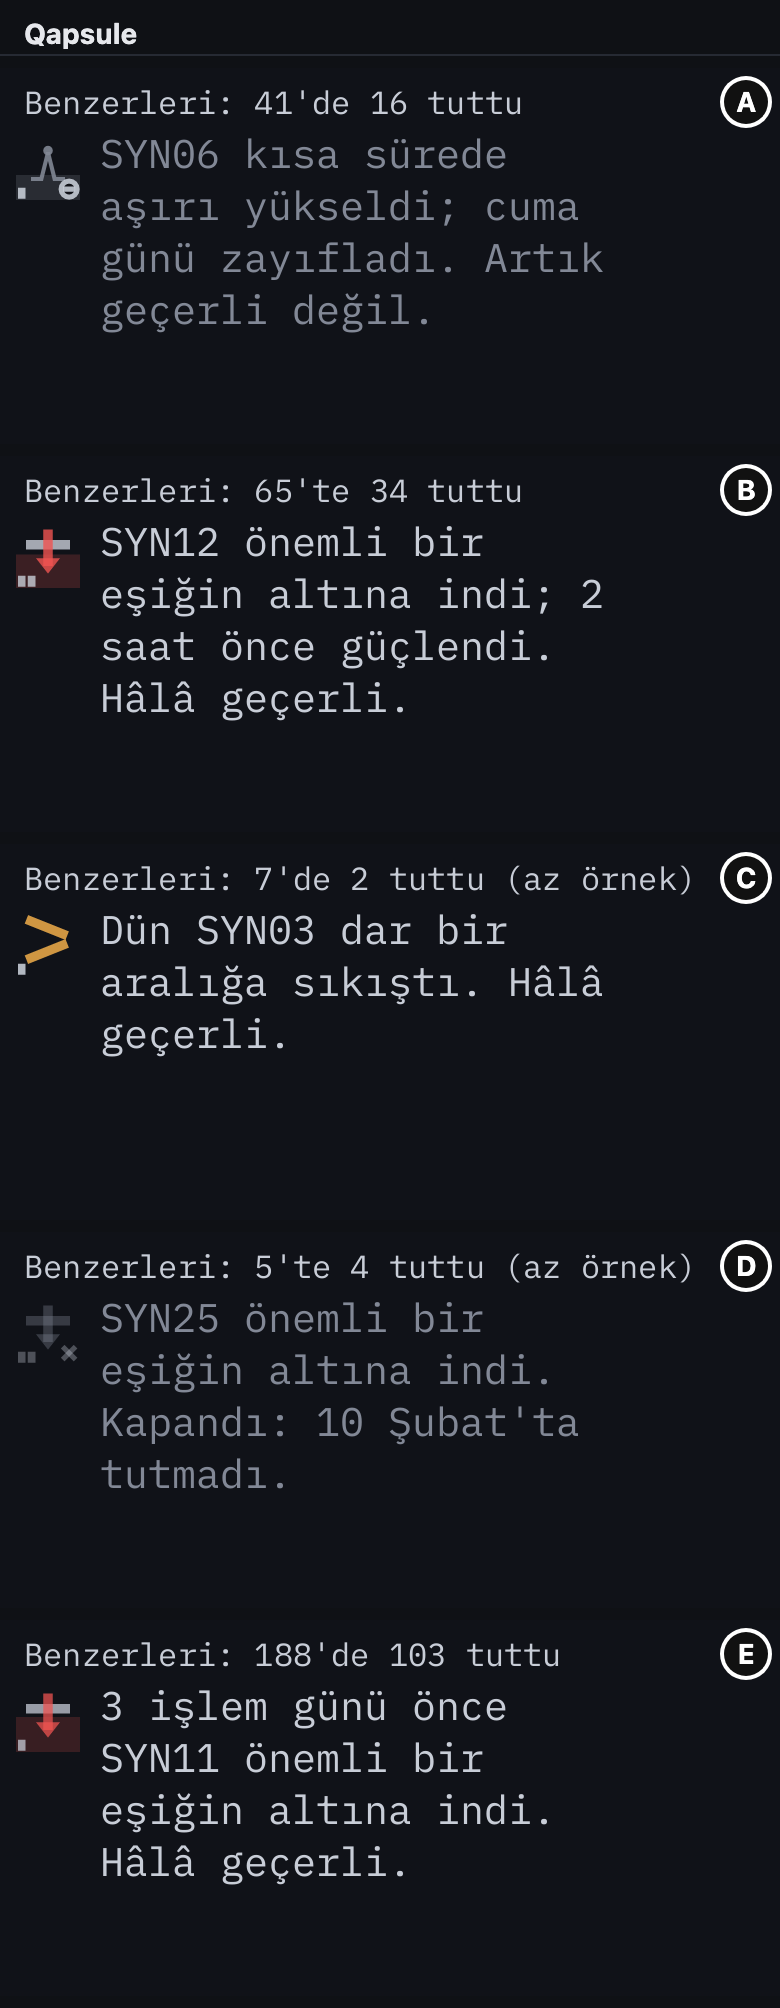 Qapsule
Benzerleri: 41'de 16 tuttu
A
SYN06 kısa sürede
aşırı yükseldi; cuma
günü zayıfladı. Artık
geçerli değil.
Benzerleri: 65'te 34 tuttu
B
SYN12 önemli bir
eşiğin altına indi; 2
saat önce güçlendi.
Hâlâ geçerli.
Benzerleri: 7'de 2 tuttu (az örnek)
C
Dün SYN03 dar bir
aralığa sıkıştı. Hâlâ
geçerli.
Benzerleri: 5'te 4 tuttu (az örnek)
D
SYN25 önemli bir
eşiğin altına indi.
Kapandı: 10 Şubat'ta
tutmadı.
Benzerleri: 188'de 103 tuttu
E
3 işlem günü önce
SYN11 önemli bir
eşiğin altına indi.
Hâlâ geçerli.